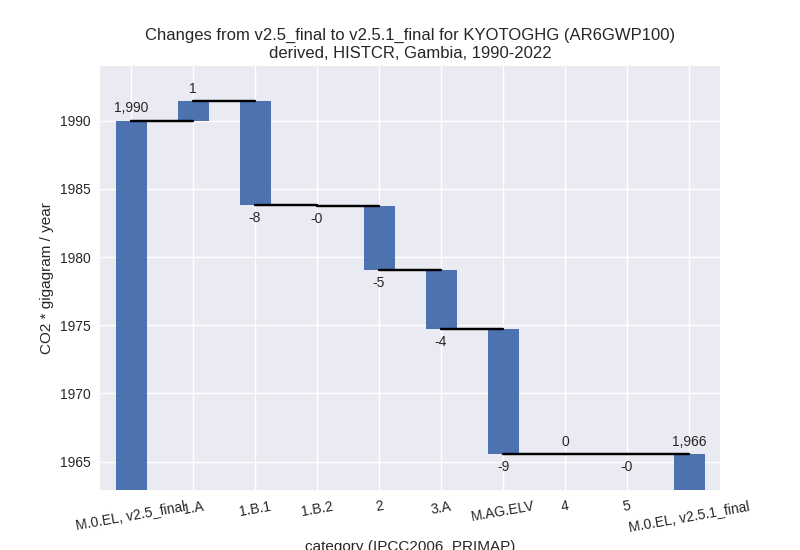 Changes from v2.5_final to v2.5.1_final for KYOTOGHG (AR6GWP100)
derived, HISTCR, Gambia, 1990-2022
CO2 * gigagram / year
1990
1985
1980
1975
1970
1965
1,990
1
-8
-0
-5
-4
-9
0
-0
1,966
M.0.EL, v2.5_final
1.A
1.B.1
1.B.2
2
3.A
M.AG.ELV
4
5
M.0.EL, v2.5.1_final
category (IPCC2006_PRIMAP)